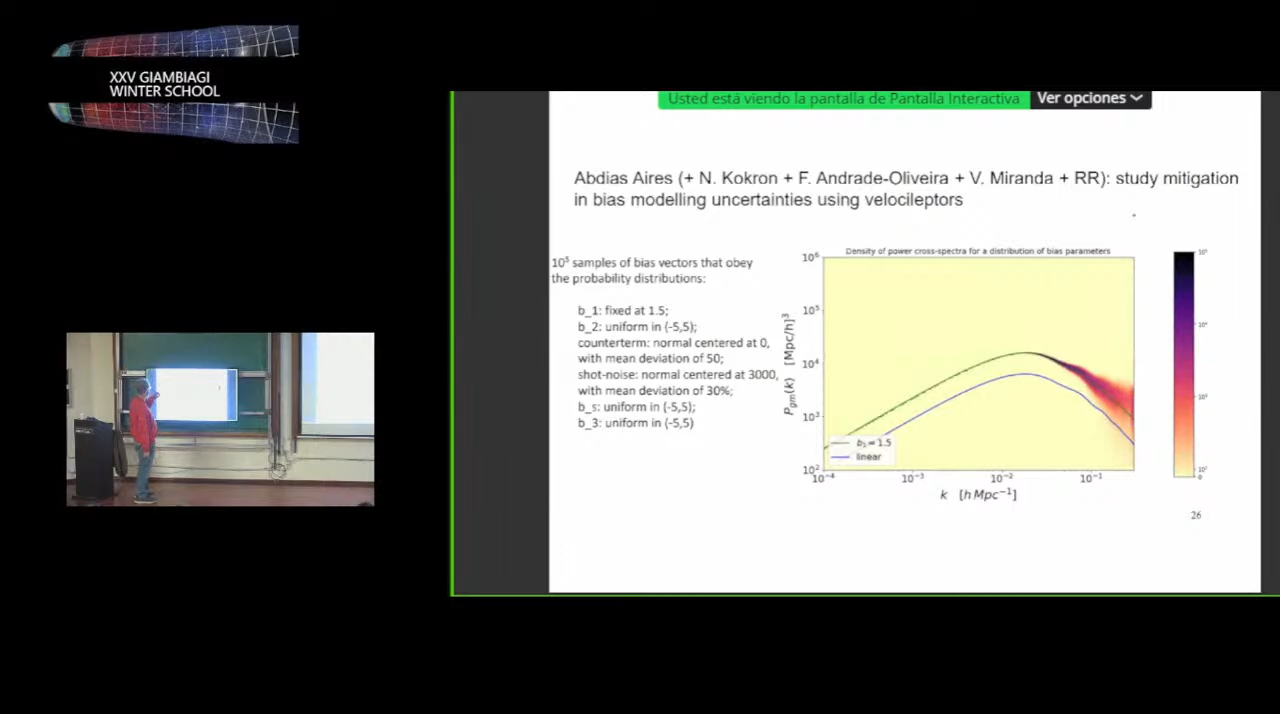 XXV GIAMBIAGI
WINTER SCHOOL
Usted está viendo la pantalla de Pantalla Interactiva
Ver opciones
Abdias Aires (+ N. Kokron + F. Andrade-Oliveira + V. Miranda + RR): study mitigation
in bias modelling uncertainties using velocileptors
10⁵ samples of bias vectors that obey
the probability distributions:
b_1: fixed at 1.5;
b_2: uniform in (-5,5);
counterterm: normal centered at 0,
with mean deviation of 50;
shot-noise: normal centered at 3000,
with mean deviation of 30%;
b_s: uniform in (-5,5);
b_3: uniform in (-5,5)
Density of power cross-spectra for a distribution of bias parameters
P_gm(k) [Mpc/h]³
10⁶
10⁵
10⁴
10³
10²
b₁ = 1.5
linear
10⁻⁴
10⁻³
10⁻²
10⁻¹
k [h Mpc⁻¹]
26